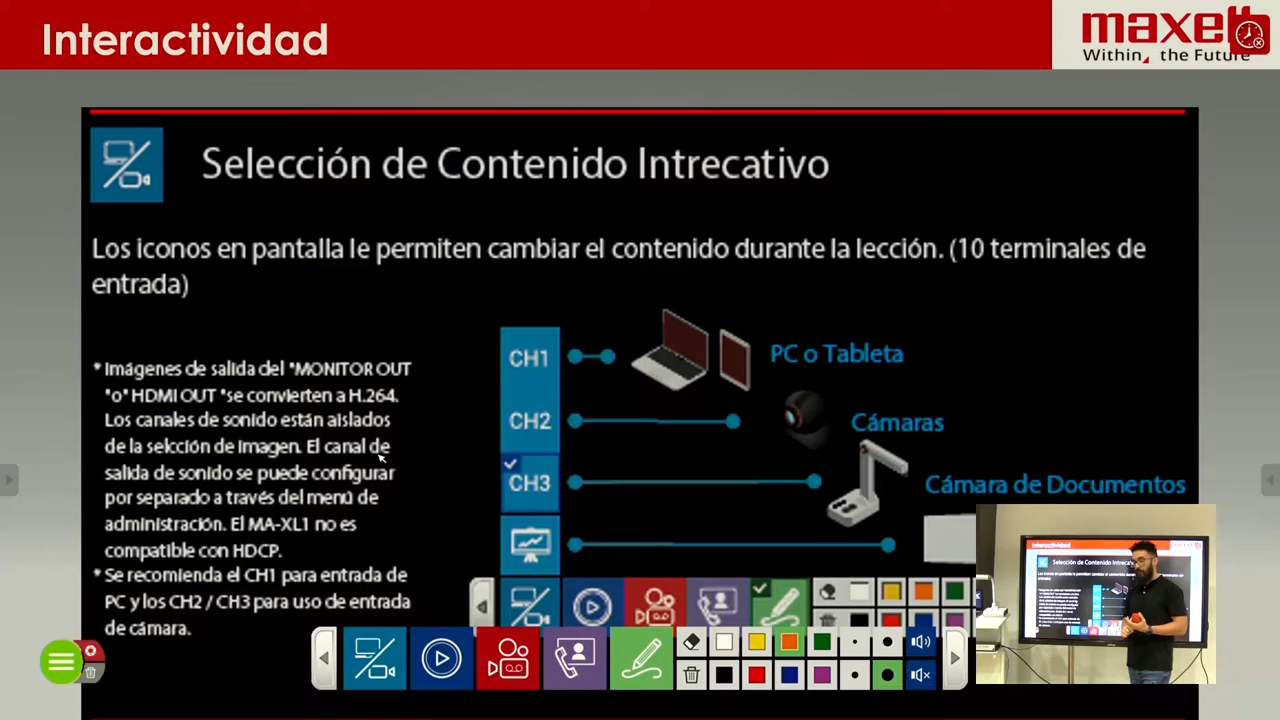 Interactividad
maxell
Within, the Future
Selección de Contenido Intrecativo
Los iconos en pantalla le permiten cambiar el contenido durante la lección. (10 terminales de
entrada)
* Imágenes de salida del "MONITOR OUT
"o" HDMI OUT "se convierten a H.264.
Los canales de sonido están aislados
de la selcción de imagen. El canal de
salida de sonido se puede configurar
por separado a través del menú de
administración. El MA-XL1 no es
compatible con HDCP.
* Se recomienda el CH1 para entrada de
PC y los CH2 / CH3 para uso de entrada
de cámara.
CH1
PC o Tableta
CH2
Cámaras
CH3
Cámara de Documentos
Interactividad
Selección de Contenido Intreca